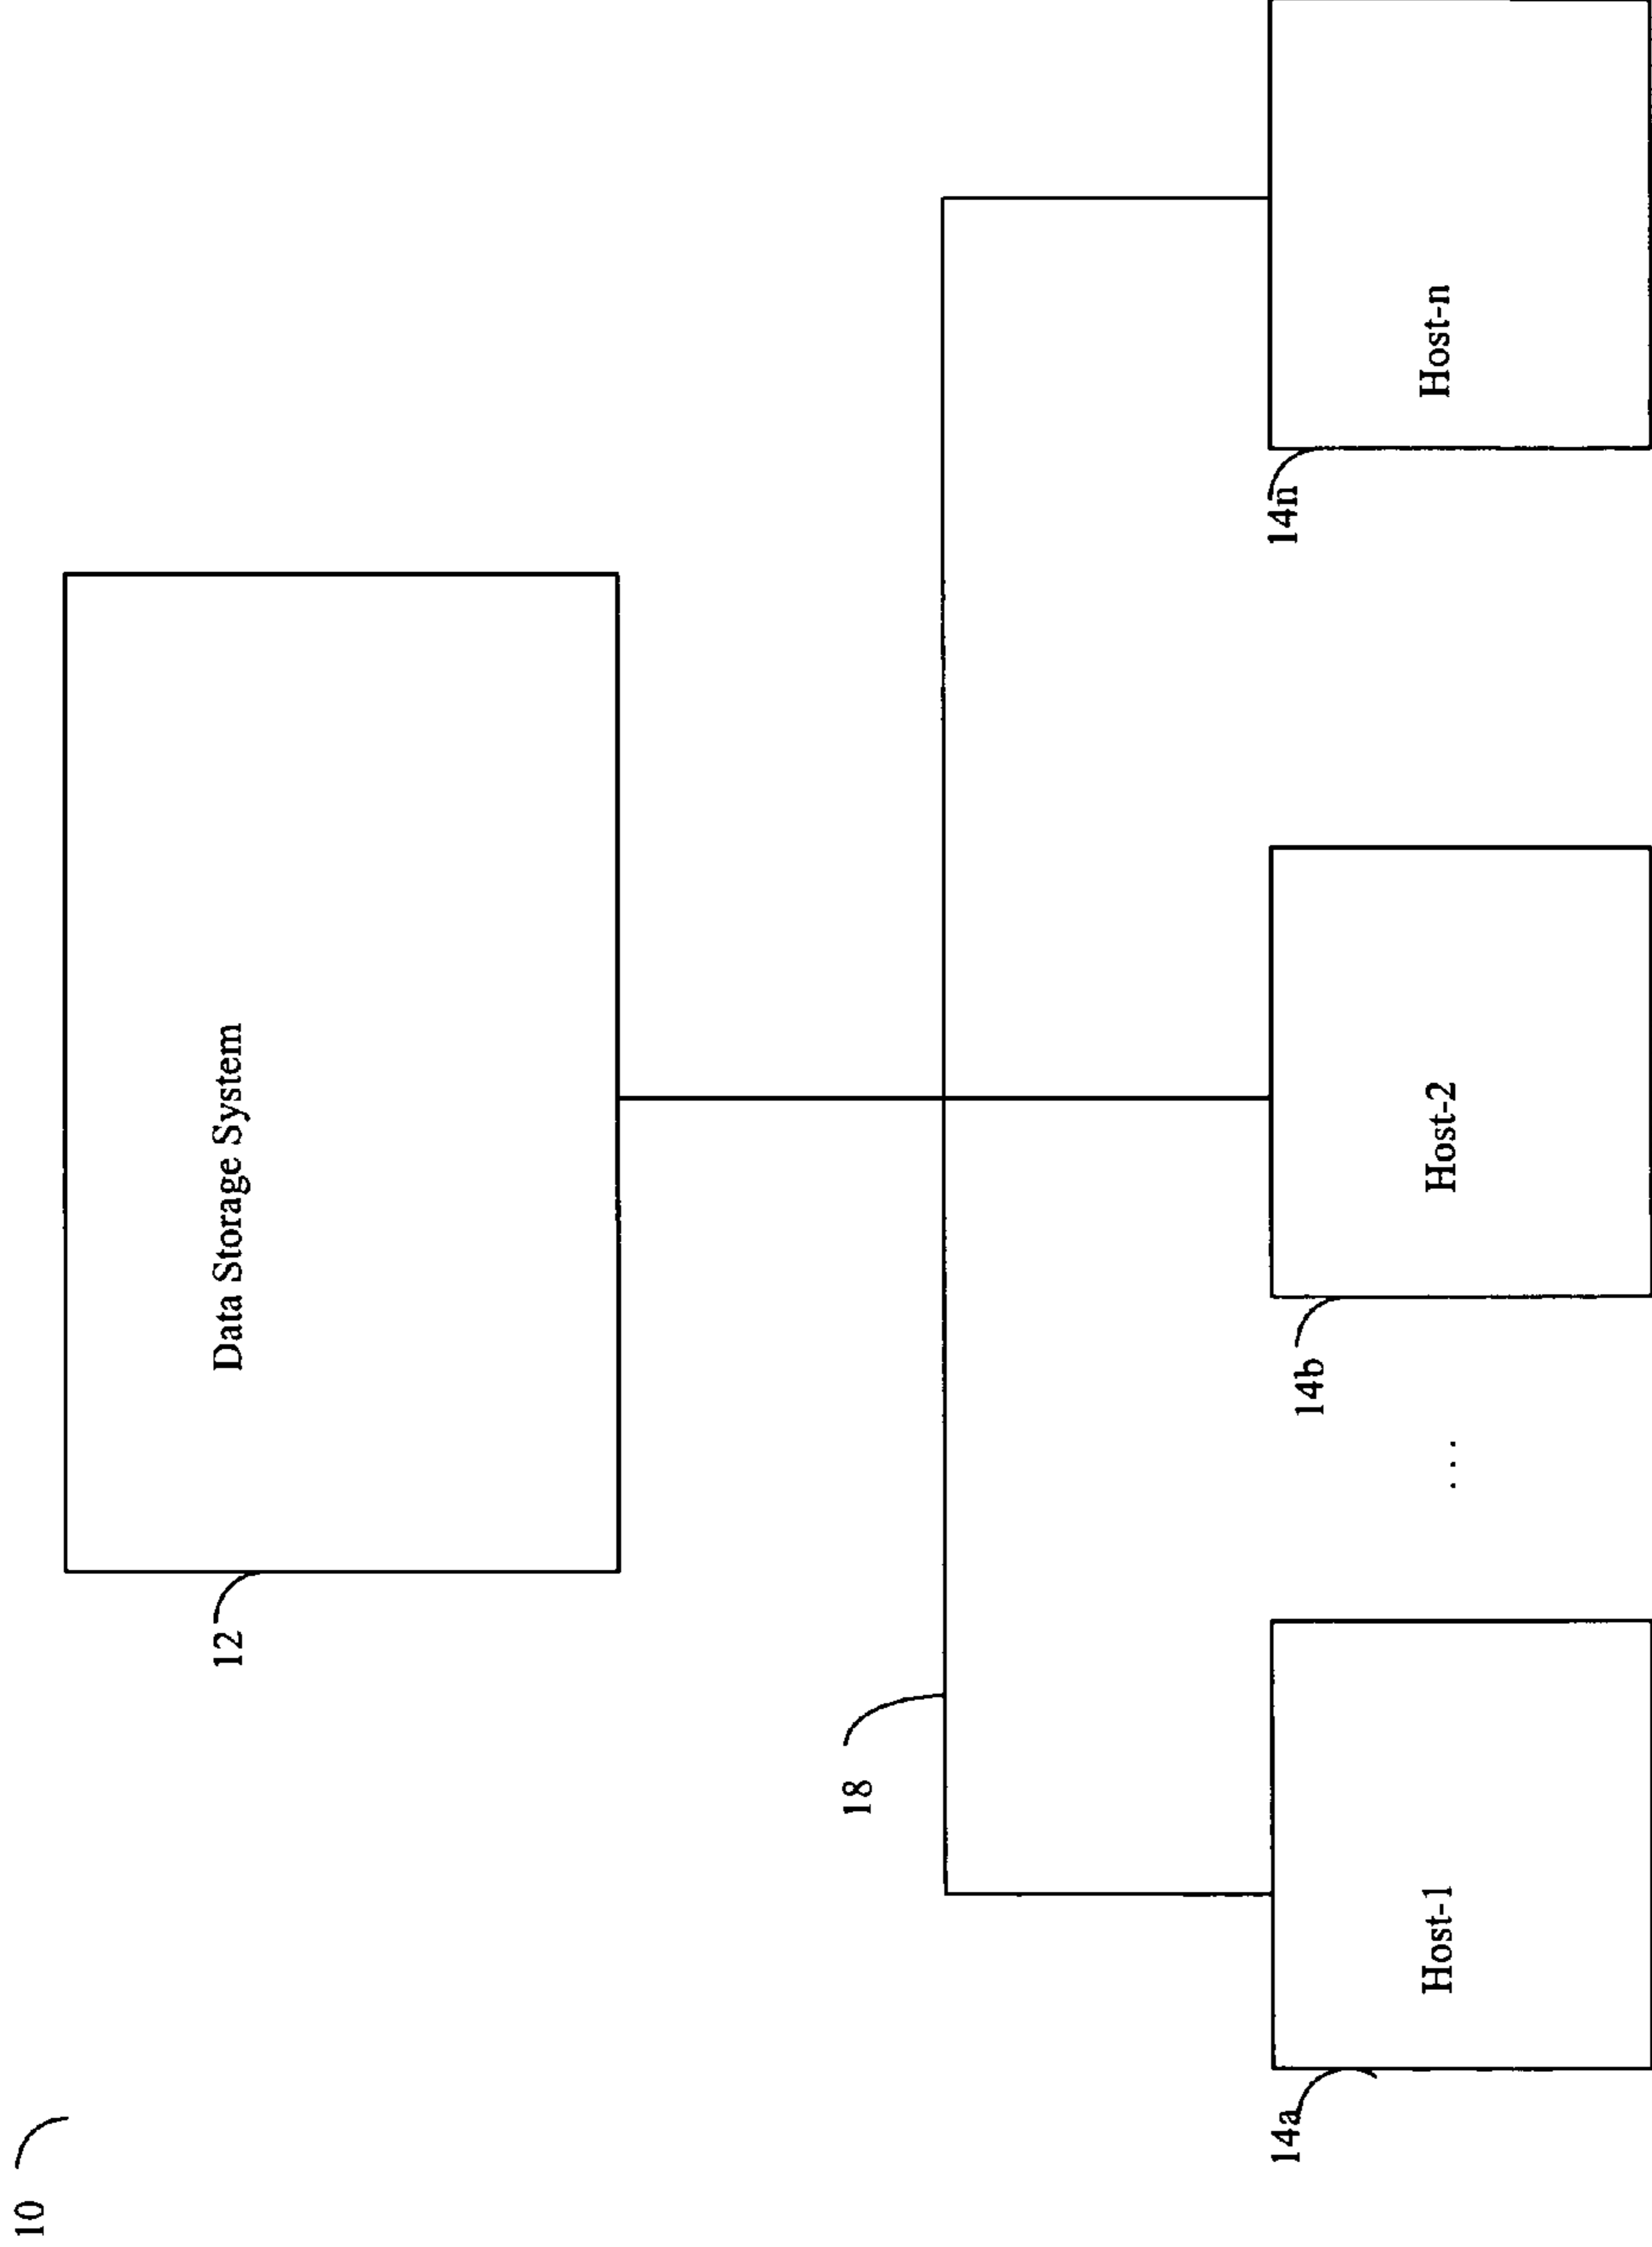 10
12
Data Storage System
18
14a
Host-1
. . .
14b
Host-2
14n
Host-n